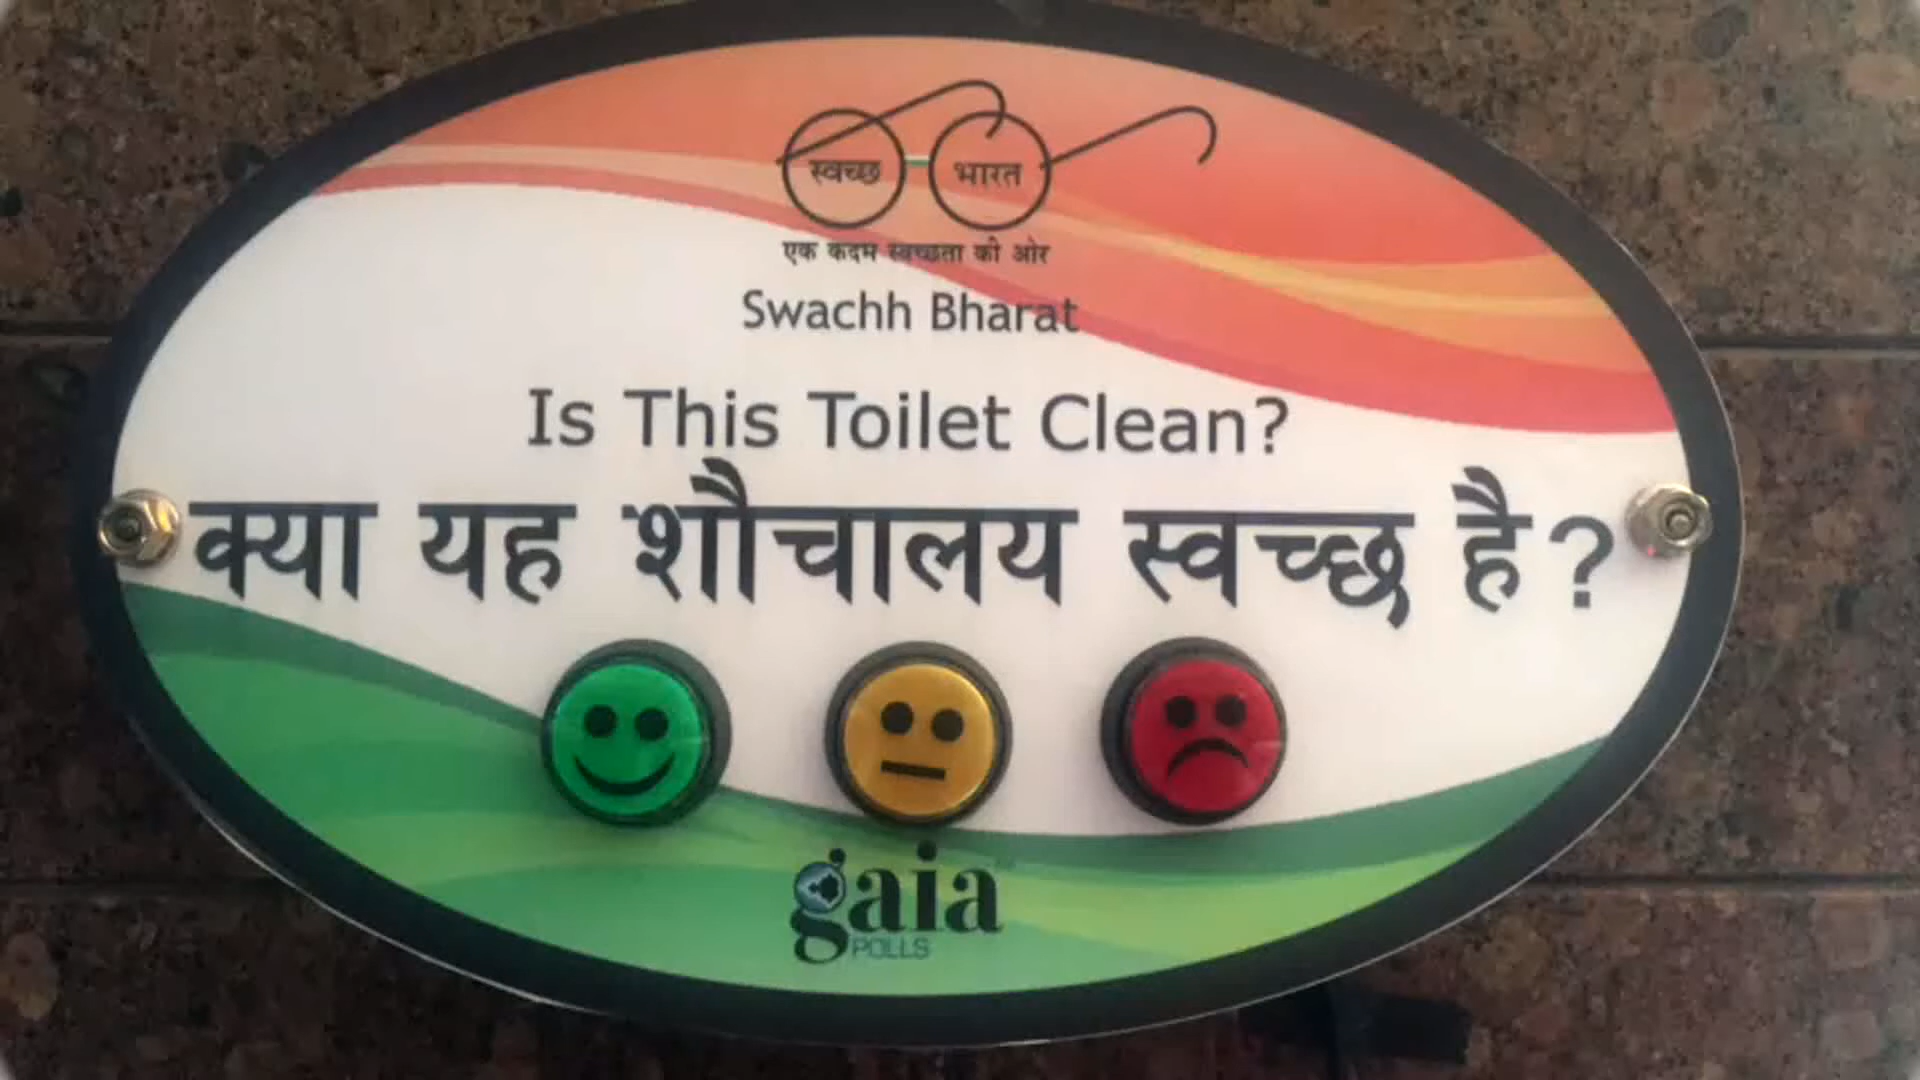 स्वच्छ भारत
एक कदम स्वच्छता की ओर
Swachh Bharat
Is This Toilet Clean?
क्या यह शौचालय स्वच्छ है?
gaia
POLLS